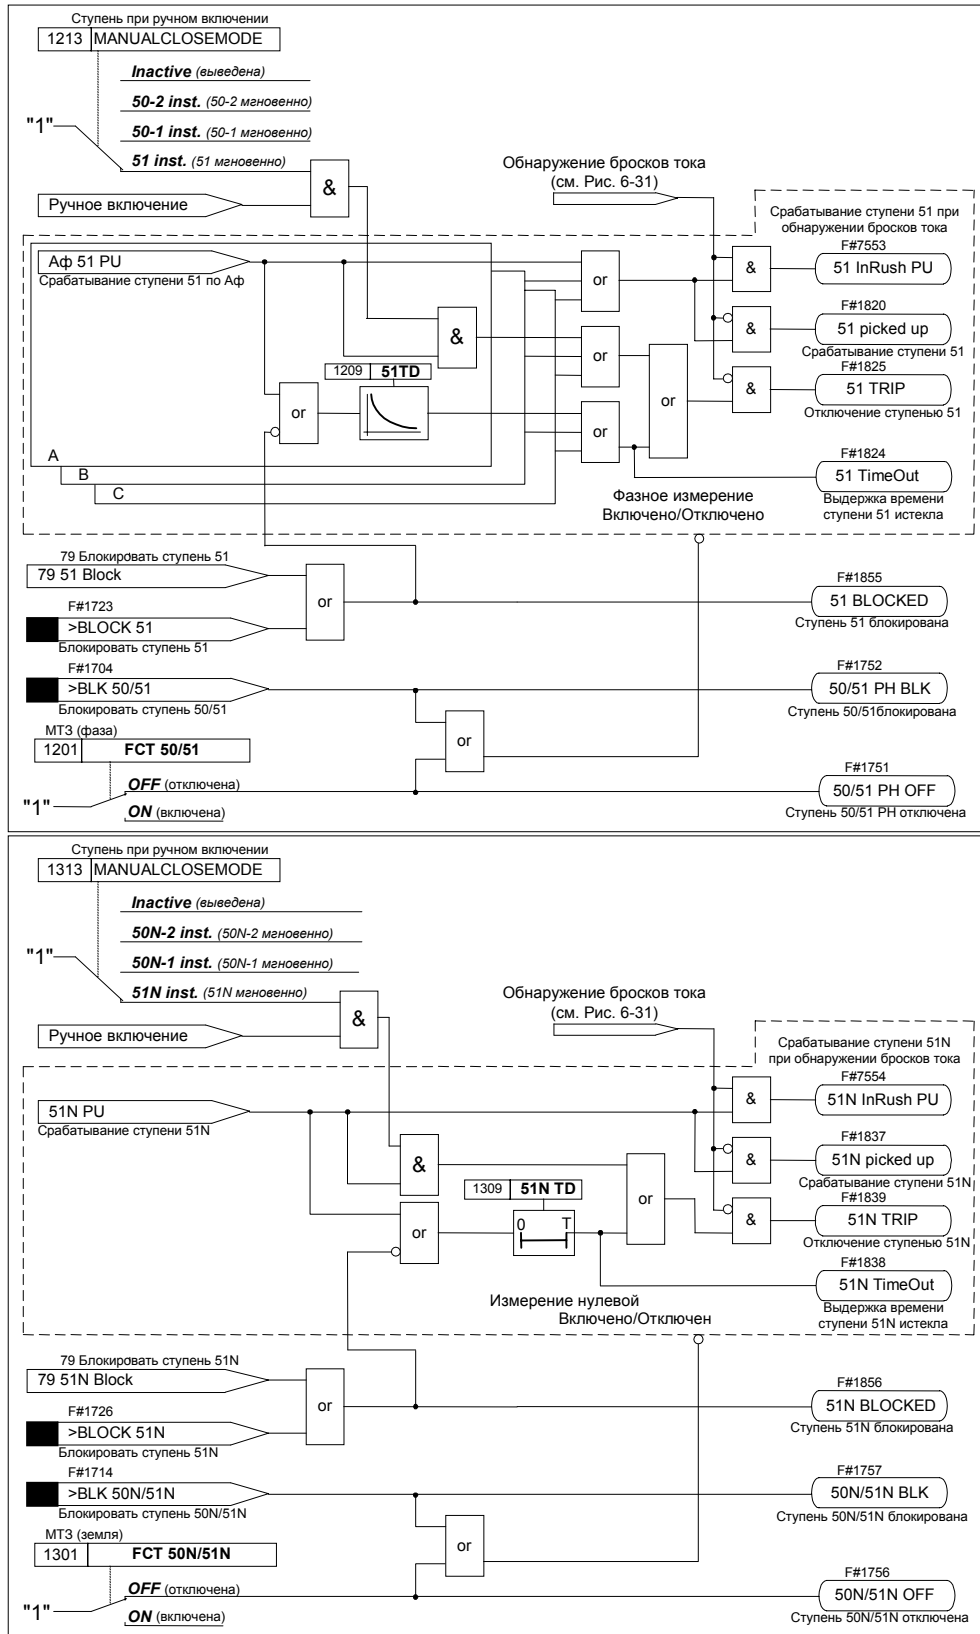 Ступень при ручном включении
1213 MANUALCLOSEMODE
Inactive (выведена)
50-2 inst. (50-2 мгновенно)
"1"
50-1 inst. (50-1 мгновенно)
51 inst. (51 мгновенно)
&
Ручное включение
Обнаружение бросков тока
(см. Рис. 6-31)
Срабатывание ступени 51 при
обнаружении бросков тока
F#7553
Аф 51 PU
Срабатывание ступени 51 по Аф
or
&
51 InRush PU
F#1820
&
51 picked up
Срабатывание ступени 51
&
or
1209 51TD
F#1825
&
51 TRIP
Отключение ступенью 51
or
or
or
A
B
C
F#1824
51 TimeOut
Выдержка времени
ступени 51 истекла
Фазное измерение
Включено/Отключено
79 Блокировать ступень 51
79 51 Block
or
F#1855
51 BLOCKED
Ступень 51 блокирована
F#1723
>BLOCK 51
Блокировать ступень 51
F#1704
>BLK 50/51
Блокировать ступень 50/51
F#1752
50/51 PH BLK
Ступень 50/51блокирована
or
МТЗ (фаза)
1201 FCT 50/51
"1"
OFF (отключена)
ON (включена)
F#1751
50/51 PH OFF
Ступень 50/51 PH отключена
Ступень при ручном включении
1313 MANUALCLOSEMODE
Inactive (выведена)
50N-2 inst. (50N-2 мгновенно)
"1"
50N-1 inst. (50N-1 мгновенно)
51N inst. (51N мгновенно)
&
Ручное включение
Обнаружение бросков тока
(см. Рис. 6-31)
Срабатывание ступени 51N
при обнаружении бросков тока
F#7554
51N PU
Срабатывание ступени 51N
&
51N InRush PU
F#1837
&
51N picked up
Срабатывание ступени 51N
&
1309 51N TD
0 T
or
or
F#1839
&
51N TRIP
Отключение ступенью 51N
F#1838
51N TimeOut
Выдержка времени
ступени 51N истекла
Измерение нулевой
Включено/Отключен
79 Блокировать ступень 51N
79 51N Block
or
F#1856
51N BLOCKED
Ступень 51N блокирована
F#1726
>BLOCK 51N
Блокировать ступень 51N
F#1714
>BLK 50N/51N
Блокировать ступень 50N/51N
F#1757
50N/51N BLK
Ступень 50N/51N блокирована
or
МТЗ (земля)
1301 FCT 50N/51N
"1"
OFF (отключена)
ON (включена)
F#1756
50N/51N OFF
Ступень 50N/51N отключена